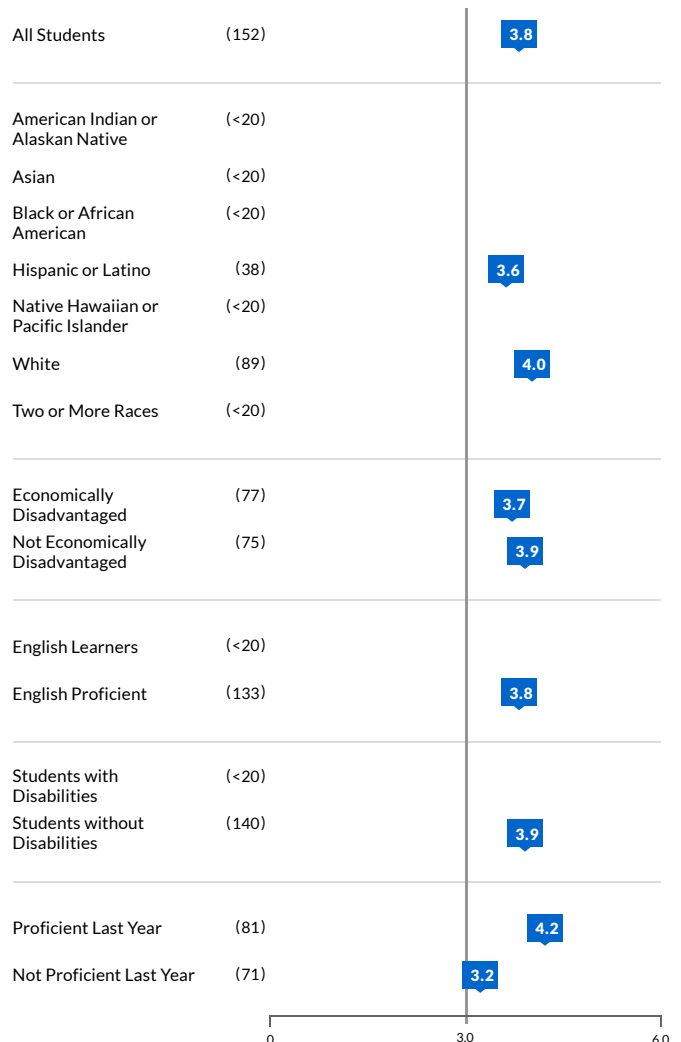 All Students (152) 3.8
American Indian or (<20)
Alaskan Native
Asian (<20)
Black or African (<20)
American
Hispanic or Latino (38) 3.6
Native Hawaiian or (<20)
Pacific Islander
White (89) 4.0
Two or More Races (<20)
Economically (77) 3.7
Disadvantaged
Not Economically (75) 3.9
Disadvantaged
English Learners (<20)
English Proficient (133) 3.8
Students with (<20)
Disabilities
Students without (140) 3.9
Disabilities
Proficient Last Year (81) 4.2
Not Proficient Last Year (71) 3.2
0 3.0 6.0